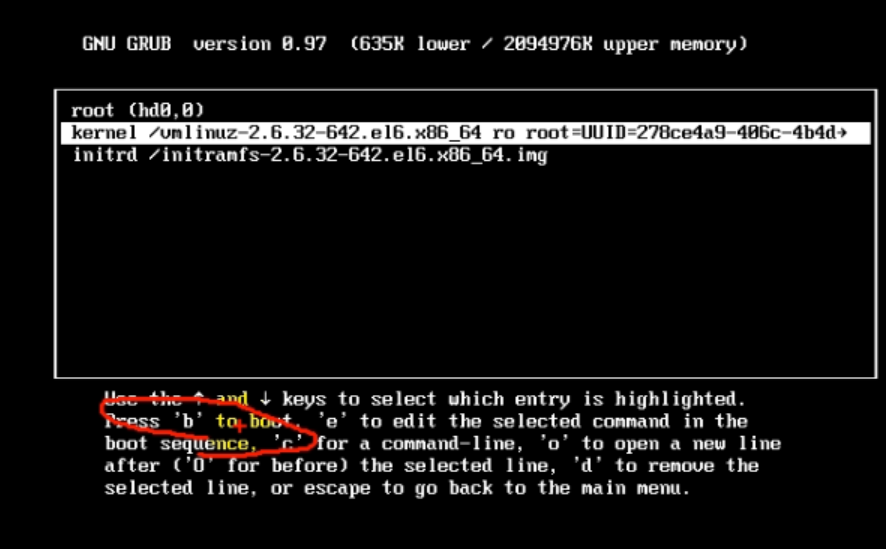 GNU GRUB version 0.97 (635K lower / 2094976K upper memory)
root (hd0,0)
kernel /vmlinuz-2.6.32-642.el6.x86_64 ro root=UUID=278ce4a9-406c-4b4d→
initrd /initramfs-2.6.32-642.el6.x86_64.img
Use the ↑ and ↓ keys to select which entry is highlighted.
Press 'b' to boot, 'e' to edit the selected command in the
boot sequence, 'c' for a command-line, 'o' to open a new line
after ('O' for before) the selected line, 'd' to remove the
selected line, or escape to go back to the main menu.